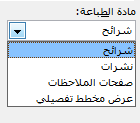 مادة الطباعة:
شرائح
شرائح
نشرات
صفحات الملاحظات
عرض مخطط تفصيلي